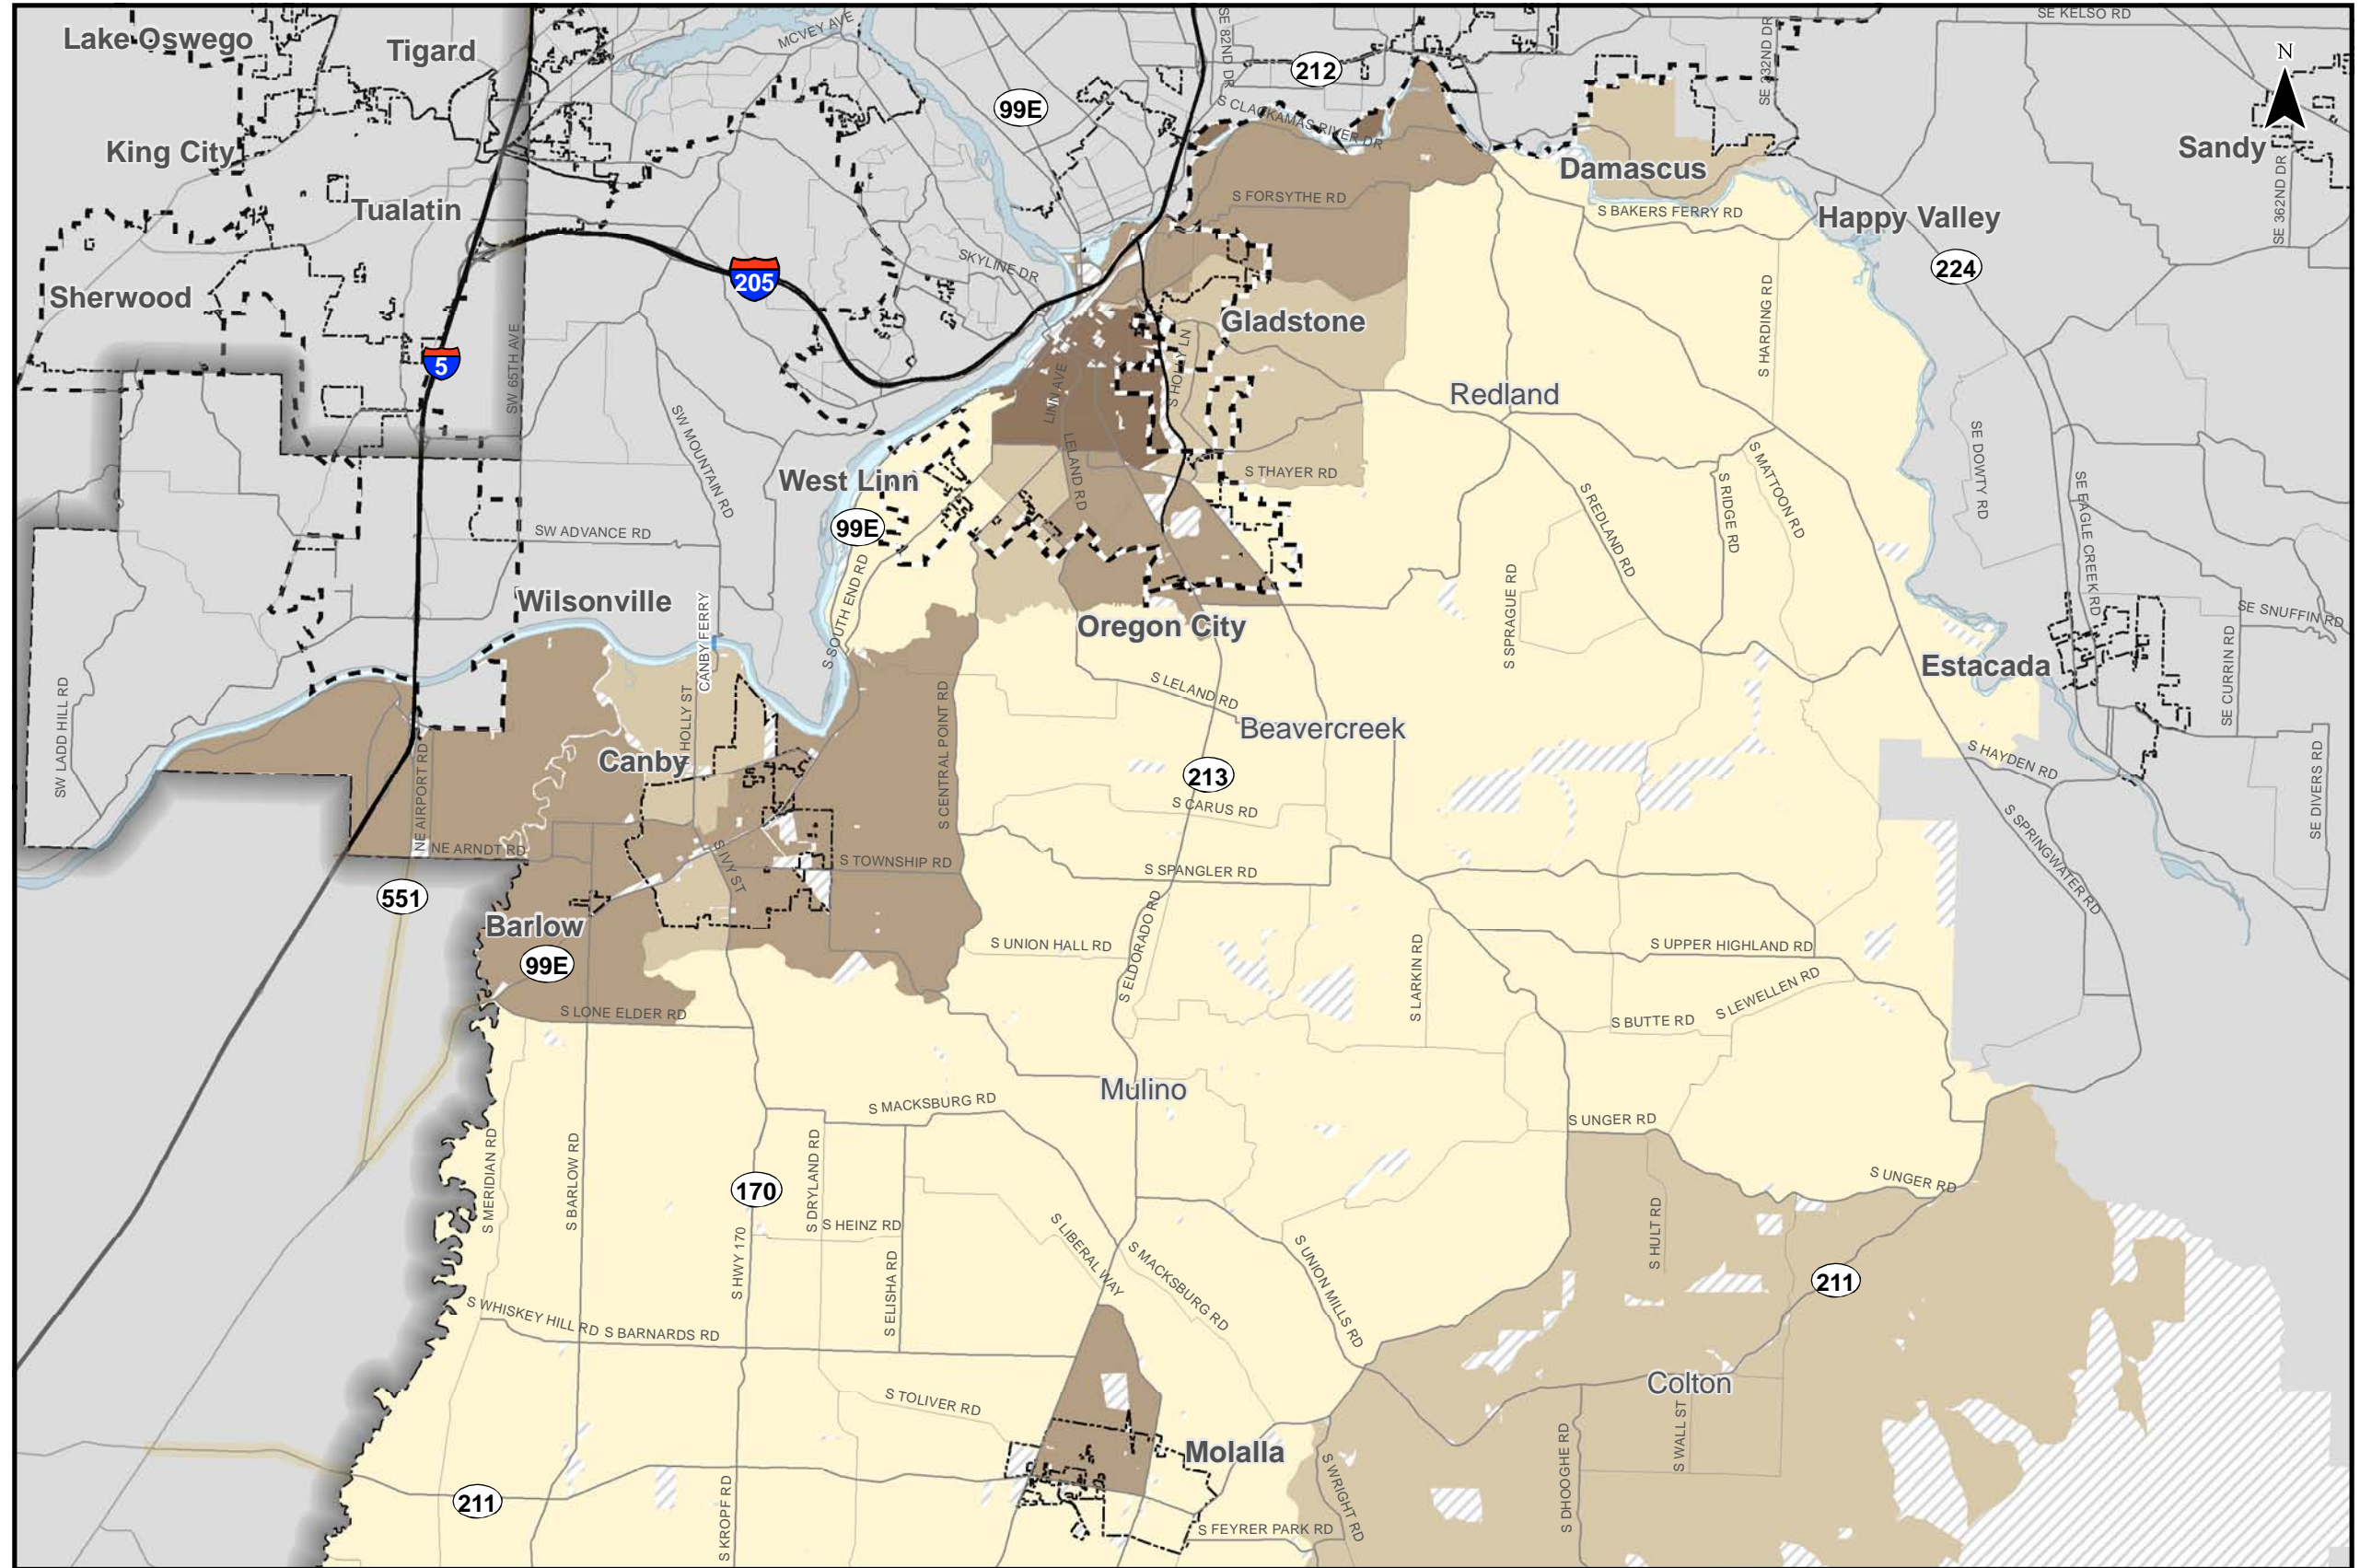 SE KELSO RD
Lake Oswego
Tigard
MCVEY AVE
SE 82ND DR
SE 232ND DR
N
212
99E
S CLACKAMAS RIVER DR
King City
Sandy
Damascus
Tualatin
S FORSYTHE RD
S BAKERS FERRY RD
Happy Valley
SE 362ND DR
SKYLINE DR
224
205
Sherwood
Gladstone
S HARDING RD
5
SW 65TH AVE
S HOLLY LN
LINN AVE
Redland
SW MOUNTAIN RD
LELAND RD
S THAYER RD
West Linn
99E
S REDLAND RD
S RIDGE RD
S MATTOON RD
SE DOWTY RD
SE EAGLE CREEK RD
SW ADVANCE RD
Wilsonville
CANBY FERRY
S SOUTH END RD
Oregon City
S SPRAGUE RD
SE SNUFFIN RD
Estacada
SE CURRIN RD
SW LADD HILL RD
N HOLLY ST
S CENTRAL POINT RD
S LELAND RD
Beavercreek
Canby
NE AIRPORT RD
213
S HAYDEN RD
SE DIVERS RD
S CARUS RD
S SPRINGWATER RD
NE ARNDT RD
S IVY ST
S TOWNSHIP RD
S SPANGLER RD
551
Barlow
99E
S UNION HALL RD
S ELDORADO RD
S LARKIN RD
S UPPER HIGHLAND RD
S LEWELLEN RD
S LONE ELDER RD
S BUTTE RD
Mulino
S MACKSBURG RD
S UNGER RD
S MERIDIAN RD
S BARLOW RD
170
S DRYLAND RD
S UNGER RD
S HEINZ RD
S HULT RD
S HWY 170
S ELISHA RD
S LIBERAL WAY
S MACKSBURG RD
S UNION MILLS RD
211
S WHISKEY HILL RD
S BARNARDS RD
Colton
S TOLIVER RD
S WALL ST
Molalla
S DHOOGHE RD
S WRIGHT RD
211
S KROPF RD
S FEYRER PARK RD